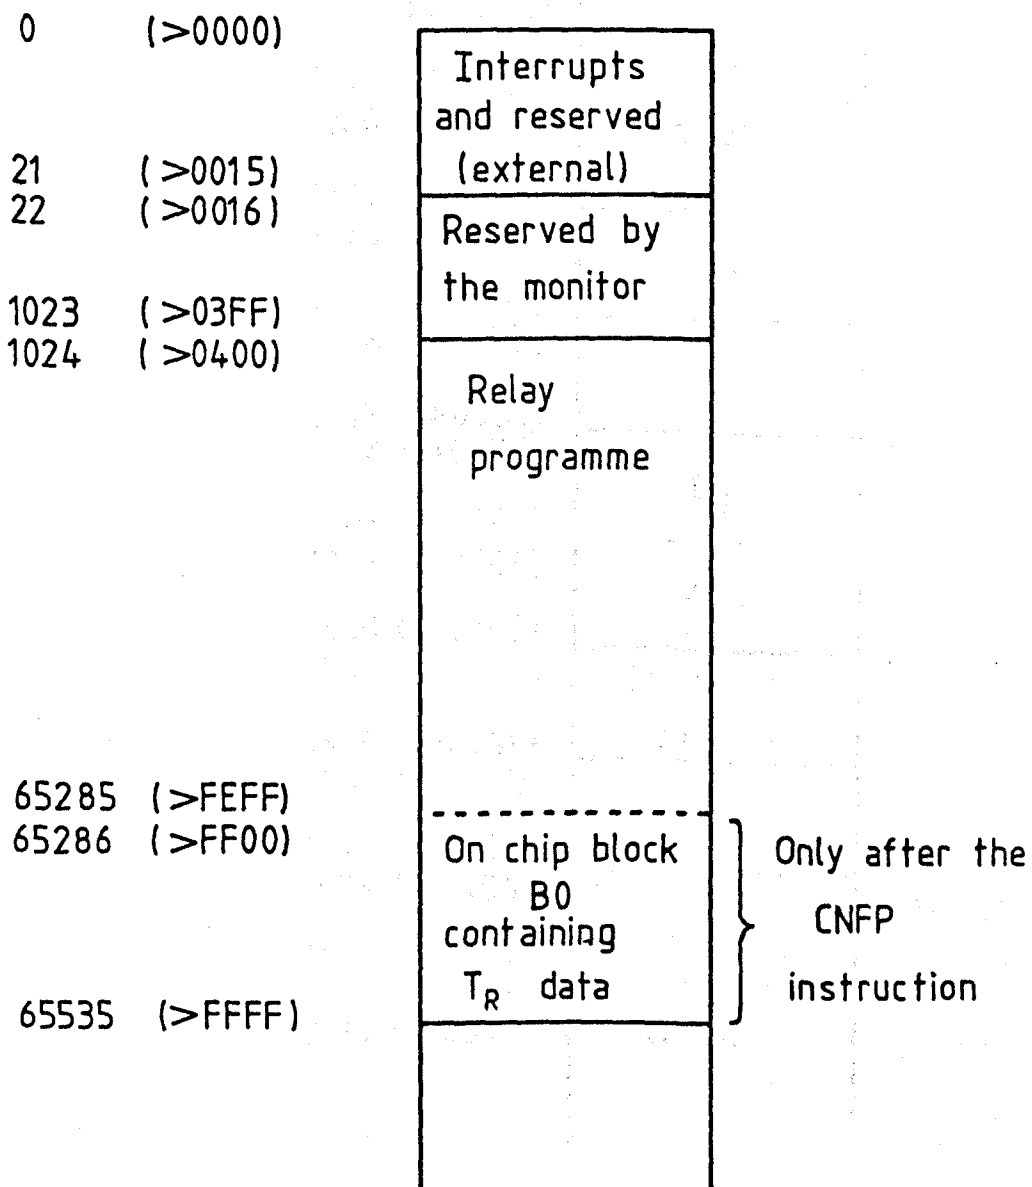 0 (>0000)
Interrupts
and reserved
(external)
21 (>0015)
22 (>0016)
Reserved by
the monitor
1023 (>03FF)
1024 (>0400)
Relay
programme
65285 (>FEFF)
65286 (>FF00)
On chip block
B0
containing
TR data
Only after the
CNFP
instruction
65535 (>FFFF)